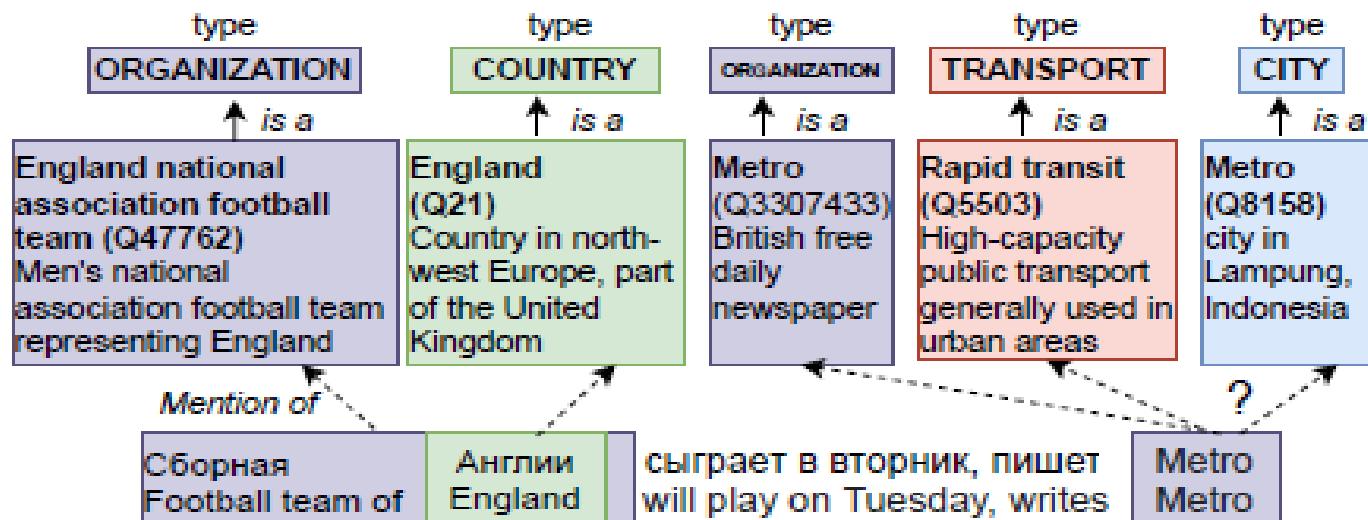 type type type type type
ORGANIZATION COUNTRY ORGANIZATION TRANSPORT CITY
is a is a is a is a is a
England national
association football
team (Q47762)
Men's national
association football team
representing England
England
(Q21)
Country in north-
west Europe, part
of the United
Kingdom
Metro
(Q3307433)
British free
daily
newspaper
Rapid transit
(Q5503)
High-capacity
public transport
generally used in
urban areas
Metro
(Q8158)
city in
Lampung,
Indonesia
Mention of ?
Сборная Англии сыграет в вторник, пишет Metro
Football team of England will play on Tuesday, writes Metro